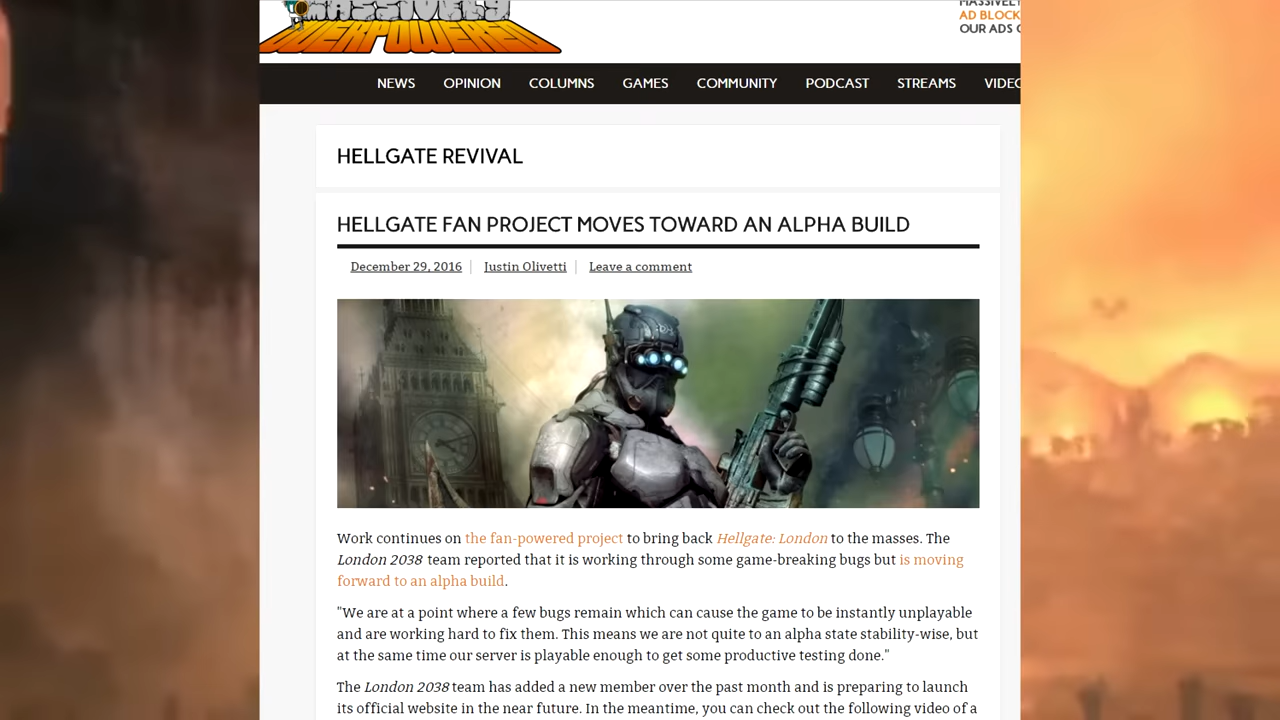 MASSIVELY
OVERPOWERED
MASSIVELY
AD BLOCK
OUR ADS
NEWS OPINION COLUMNS GAMES COMMUNITY PODCAST STREAMS VIDEO
HELLGATE REVIVAL
HELLGATE FAN PROJECT MOVES TOWARD AN ALPHA BUILD
December 29, 2016 | Justin Olivetti | Leave a comment
Work continues on the fan-powered project to bring back Hellgate: London to the masses. The
London 2038 team reported that it is working through some game-breaking bugs but is moving
forward to an alpha build.
"We are at a point where a few bugs remain which can cause the game to be instantly unplayable
and are working hard to fix them. This means we are not quite to an alpha state stability-wise, but
at the same time our server is playable enough to get some productive testing done."
The London 2038 team has added a new member over the past month and is preparing to launch
its official website in the near future. In the meantime, you can check out the following video of a